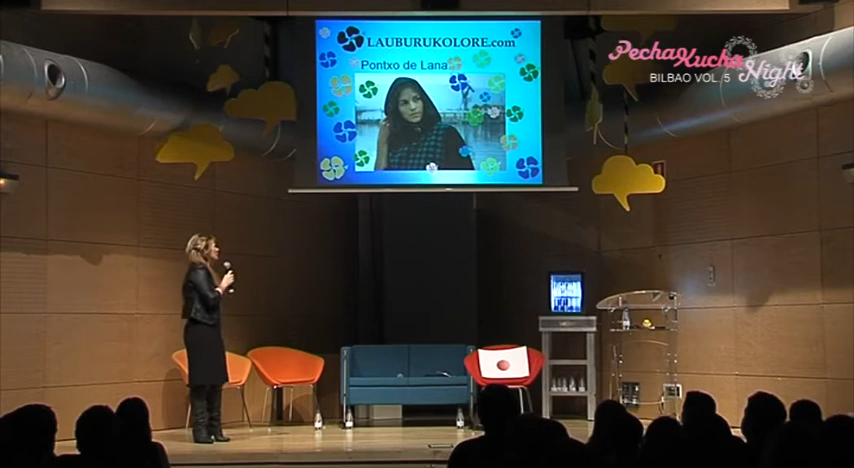 LAUBURUKOLORE.com
Pontxo de Lana
PechaKucha
Night
BILBAO VOL. 5